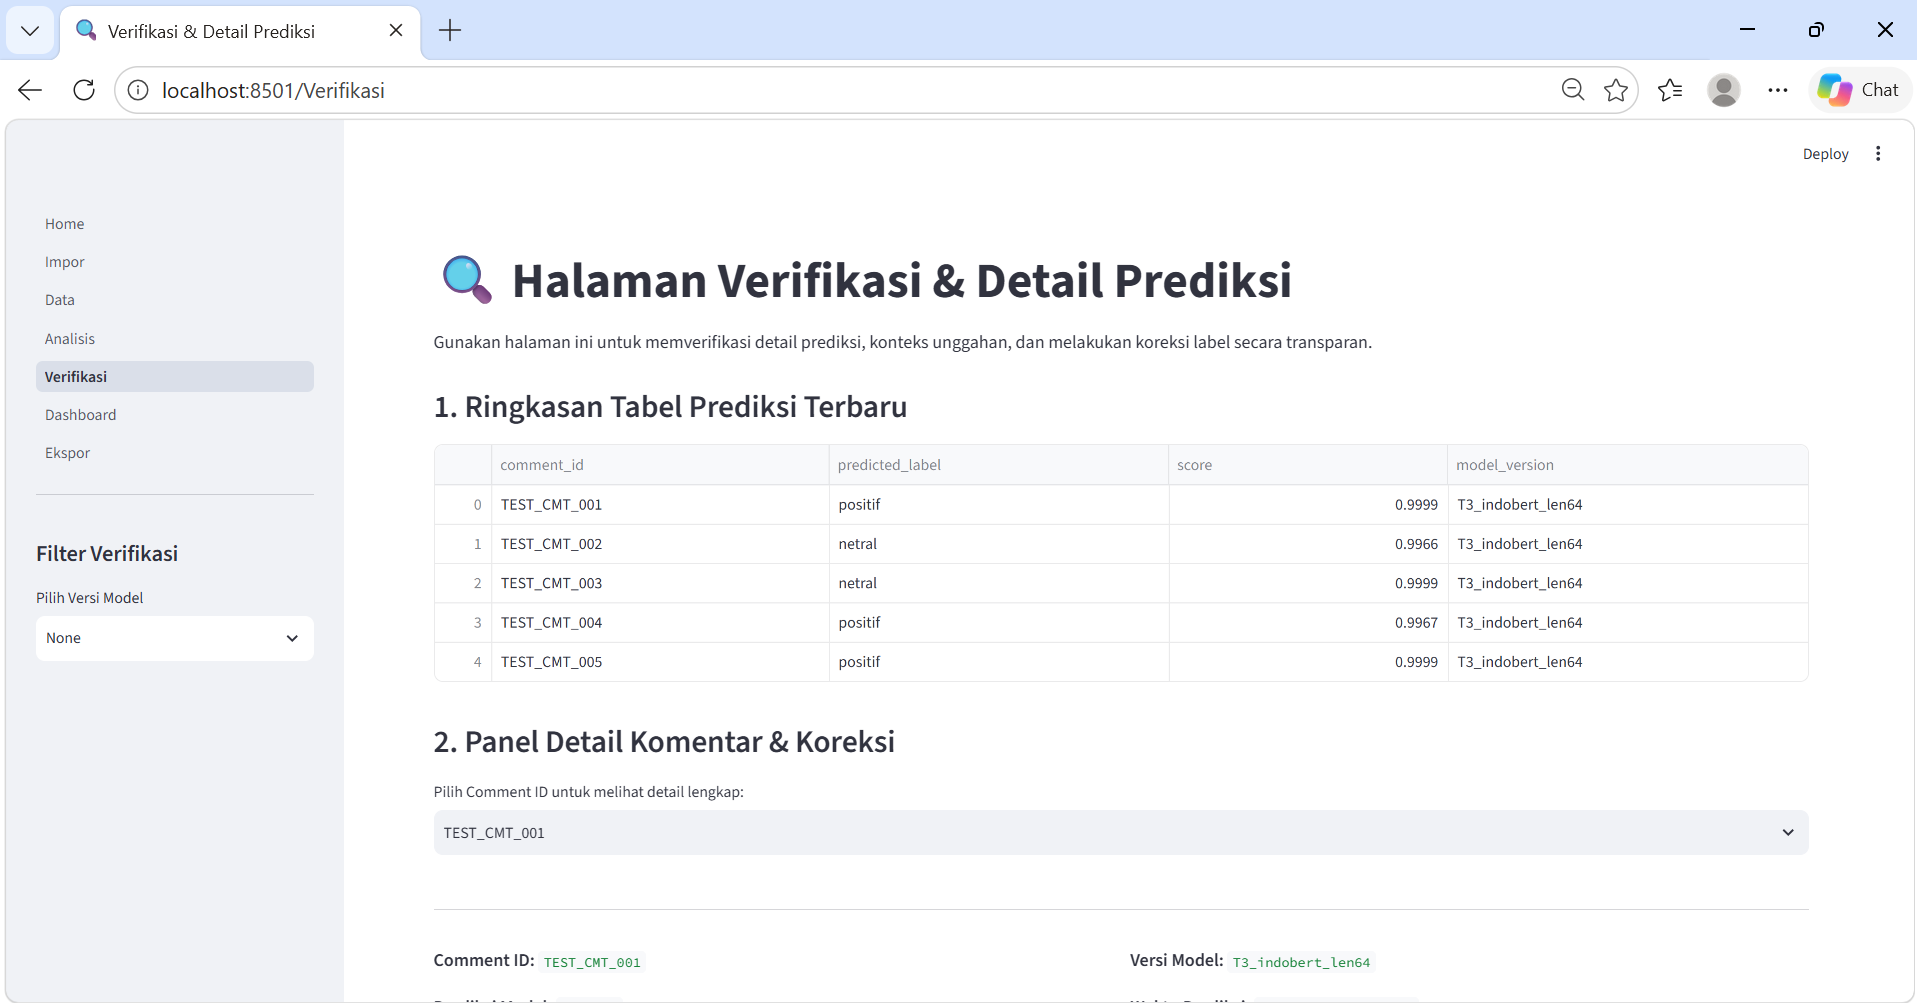 Verifikasi & Detail Prediksi
localhost:8501/Verifikasi
Chat
Deploy
Home
Impor
Data
Analisis
Verifikasi
Dashboard
Ekspor
Filter Verifikasi
Pilih Versi Model
None
Halaman Verifikasi & Detail Prediksi
Gunakan halaman ini untuk memverifikasi detail prediksi, konteks unggahan, dan melakukan koreksi label secara transparan.
1. Ringkasan Tabel Prediksi Terbaru
comment_id predicted_label score model_version
0 TEST_CMT_001 positif 0.9999 T3_indobert_len64
1 TEST_CMT_002 netral 0.9966 T3_indobert_len64
2 TEST_CMT_003 netral 0.9999 T3_indobert_len64
3 TEST_CMT_004 positif 0.9967 T3_indobert_len64
4 TEST_CMT_005 positif 0.9999 T3_indobert_len64
2. Panel Detail Komentar & Koreksi
Pilih Comment ID untuk melihat detail lengkap:
TEST_CMT_001
Comment ID: TEST_CMT_001 Versi Model: T3_indobert_len64